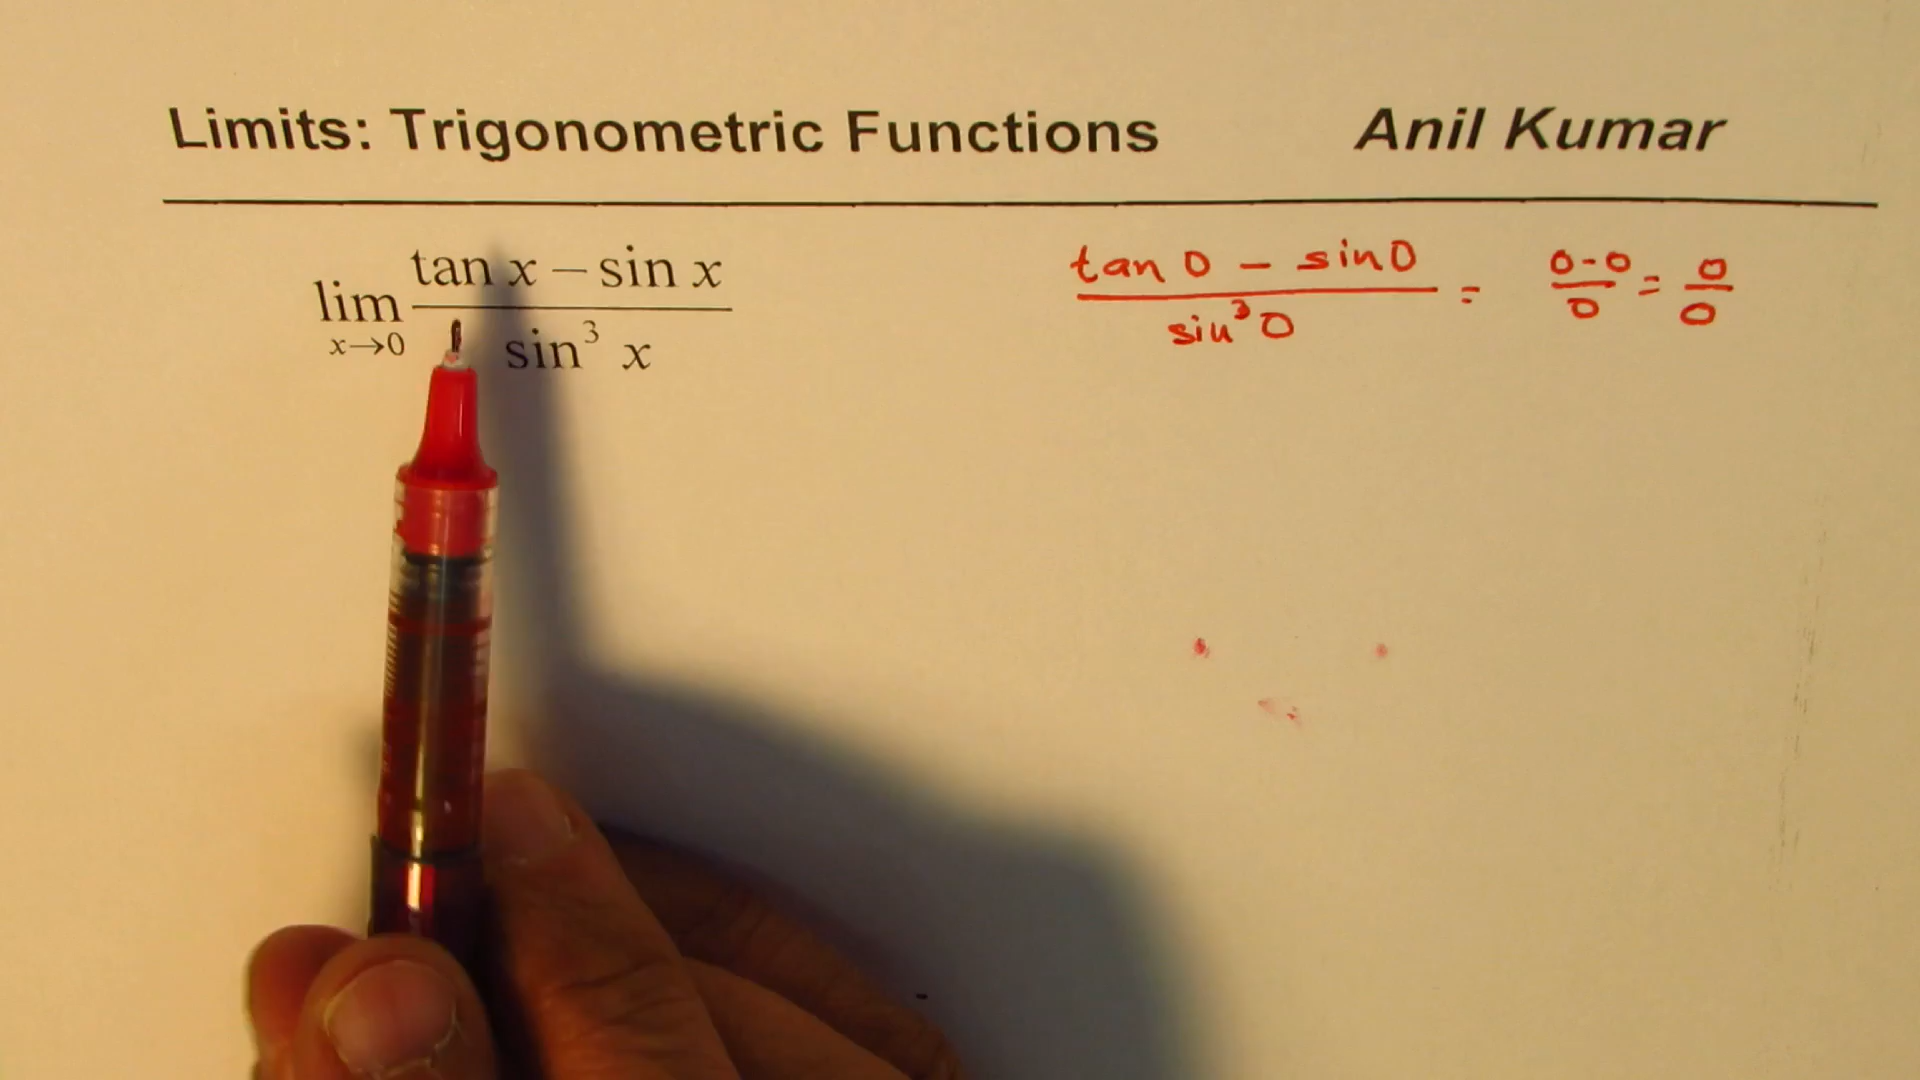 Limits: Trigonometric Functions Anil Kumar
lim x→0 (tan x − sin x) / (sin³ x)
(tan 0 − sin 0) / (sin³ 0) = (0-0)/0 = 0/0